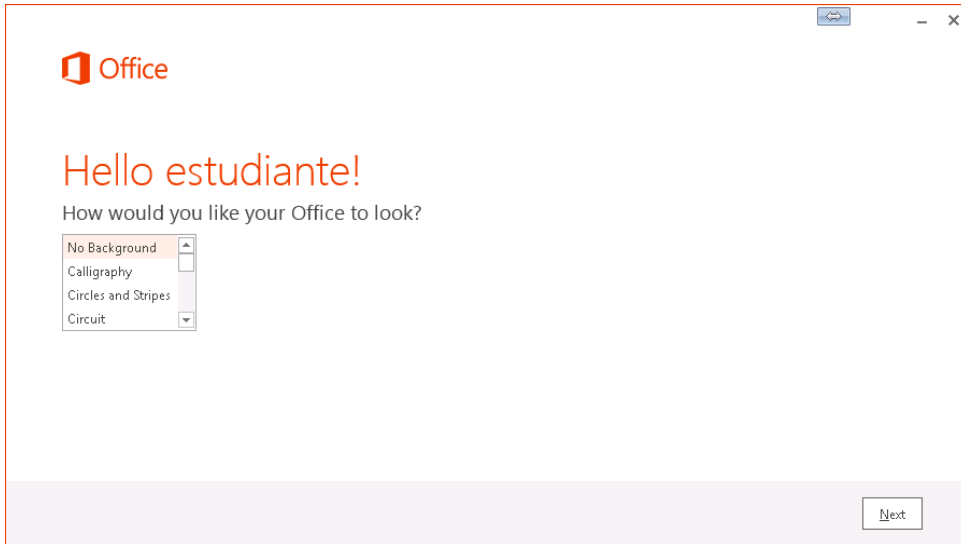 Office
Hello estudiante!
How would you like your Office to look?
No Background
Calligraphy
Circles and Stripes
Circuit
Next